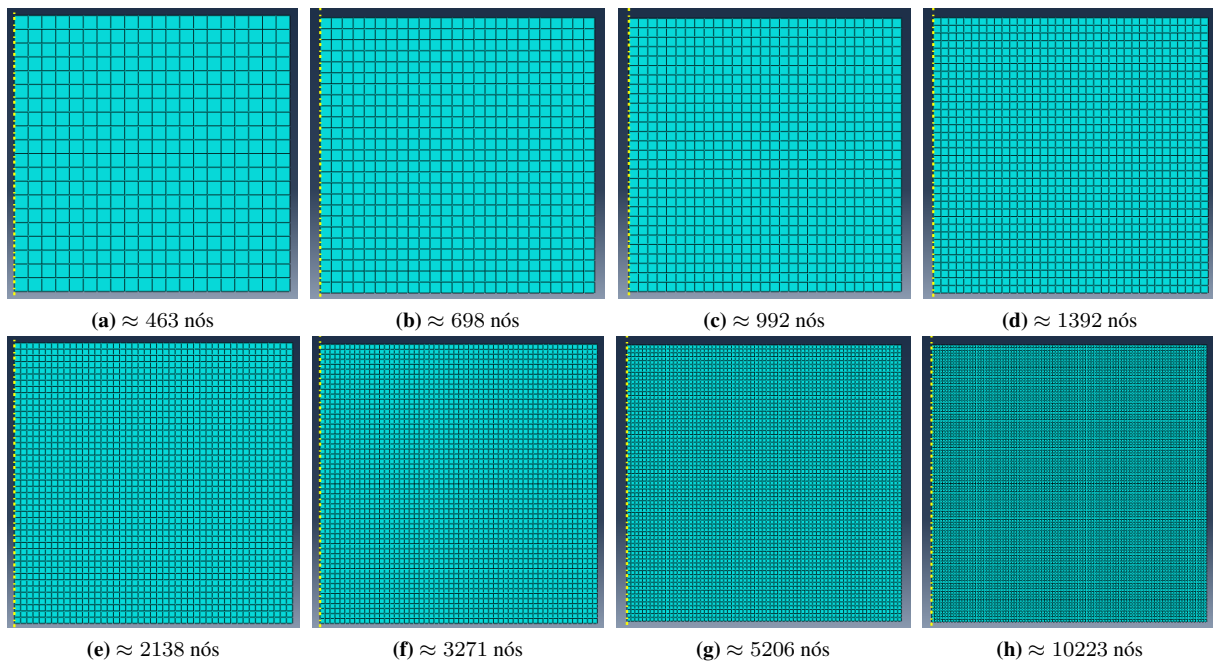 (a) ≈ 463 nós
(b) ≈ 698 nós
(c) ≈ 992 nós
(d) ≈ 1392 nós
(e) ≈ 2138 nós
(f) ≈ 3271 nós
(g) ≈ 5206 nós
(h) ≈ 10223 nós